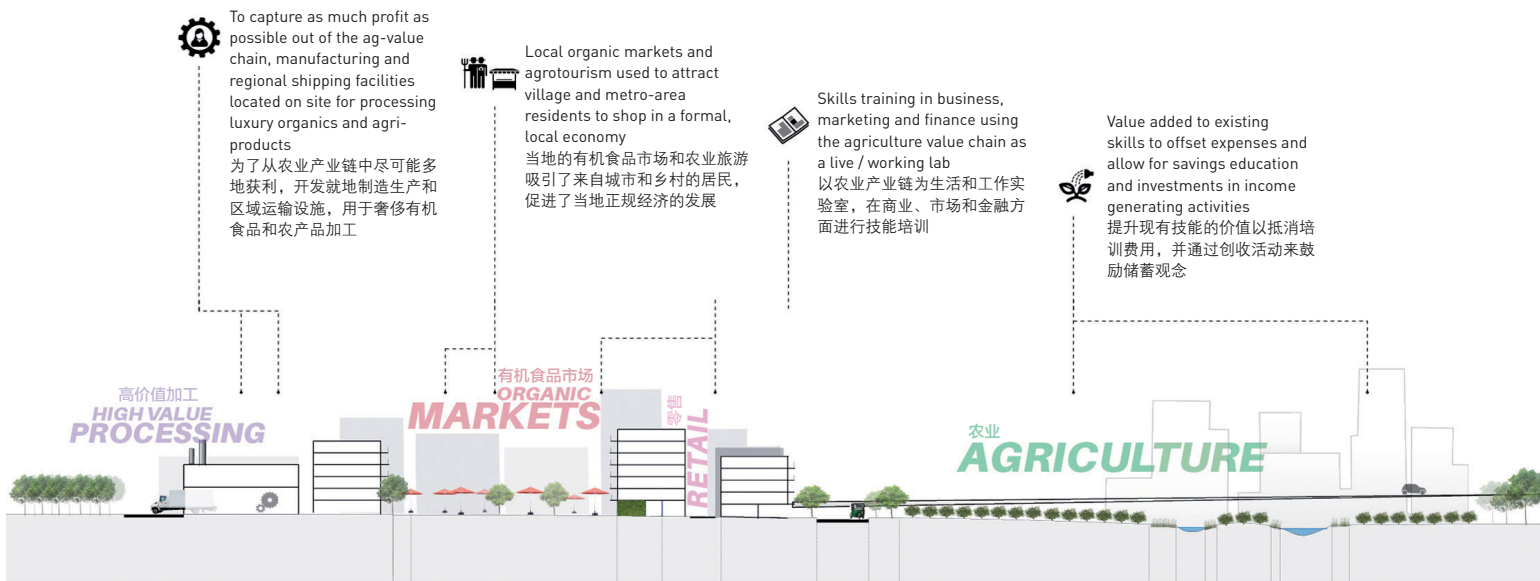 To capture as much profit as
possible out of the ag-value
chain, manufacturing and
regional shipping facilities
located on site for processing
luxury organics and agri-
products
为了从农业产业链中尽可能多
地获利，开发就地制造生产和
区域运输设施，用于奢侈有机
食品和农产品加工
Local organic markets and
agrotourism used to attract
village and metro-area
residents to shop in a formal,
local economy
当地的有机食品市场和农业旅游
吸引了来自城市和乡村的居民，
促进了当地正规经济的发展
Skills training in business,
marketing and finance using
the agriculture value chain as
a live / working lab
以农业产业链为生活和工作实
验室，在商业、市场和金融方
面进行技能培训
Value added to existing
skills to offset expenses and
allow for savings education
and investments in income
generating activities
提升现有技能的价值以抵消培
训费用，并通过创收活动来鼓
励储蓄观念
高价值加工
HIGH VALUE
PROCESSING
有机食品市场
ORGANIC
MARKETS
零售
RETAIL
农业
AGRICULTURE